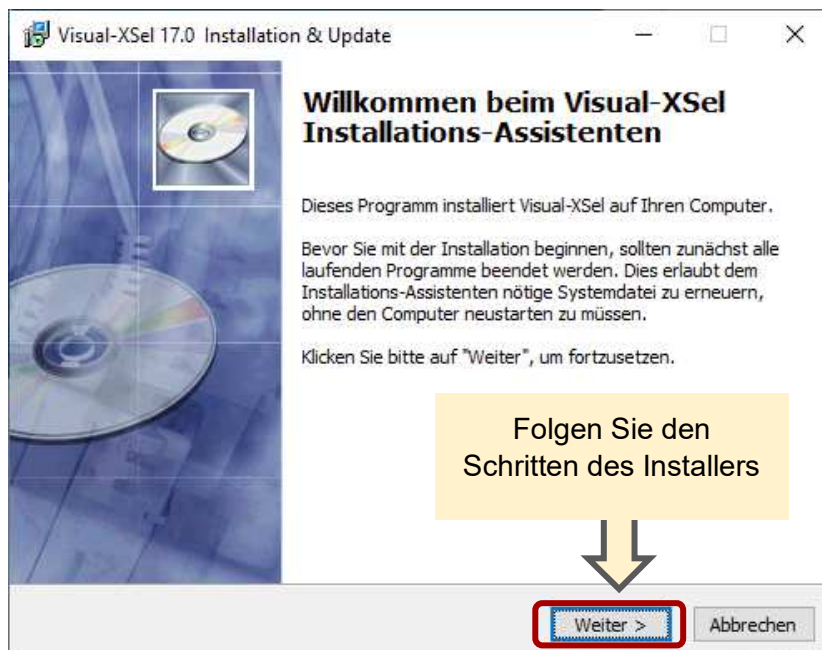 Visual-XSel 17.0 Installation & Update
Willkommen beim Visual-XSel
Installations-Assistenten
Dieses Programm installiert Visual-XSel auf Ihren Computer.
Bevor Sie mit der Installation beginnen, sollten zunächst alle
laufenden Programme beendet werden. Dies erlaubt dem
Installations-Assistenten nötige Systemdatei zu erneuern,
ohne den Computer neustarten zu müssen.
Klicken Sie bitte auf "Weiter", um fortzusetzen.
Folgen Sie den
Schritten des Installers
Weiter >
Abbrechen